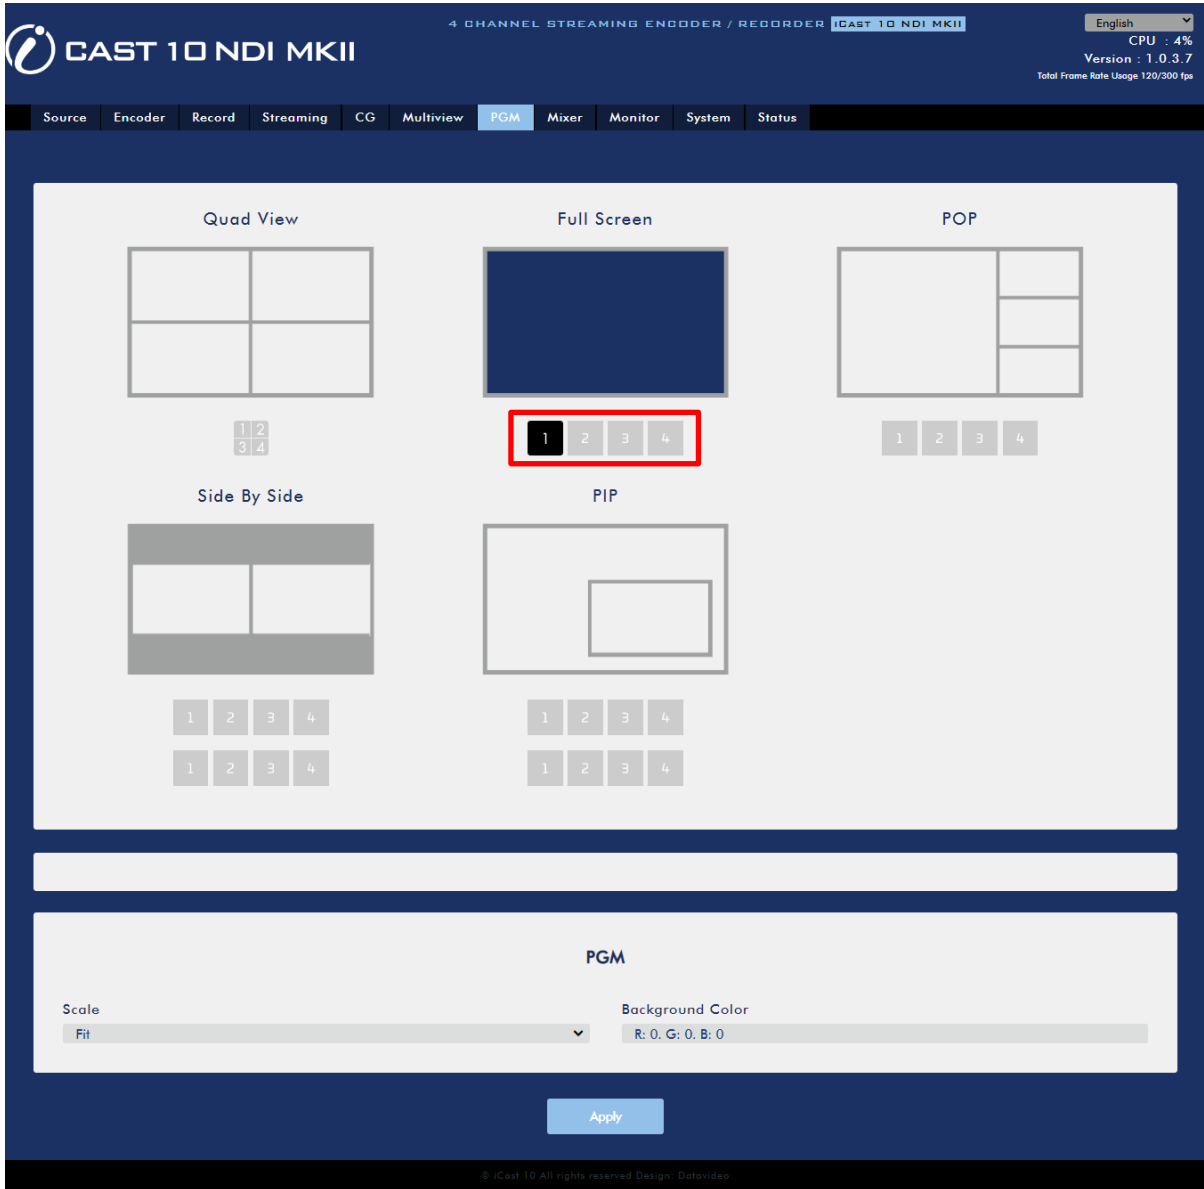 4 CHANNEL STREAMING ENCODER / RECORDER iCAST 10 NDI MKII
English
CPU : 4%
Version : 1.0.3.7
Total Frame Rate Usage 120/300 fps
i CAST 10 NDI MKII
Source Encoder Record Streaming CG Multiview PGM Mixer Monitor System Status
Quad View Full Screen POP
1 2
3 4
1 2 3 4
1 2 3 4
Side By Side PIP
1 2 3 4 1 2 3 4
1 2 3 4 1 2 3 4
PGM
Scale Background Color
Fit R: 0. G: 0. B: 0
Apply
© iCast 10 All rights reserved Design: Datavideo